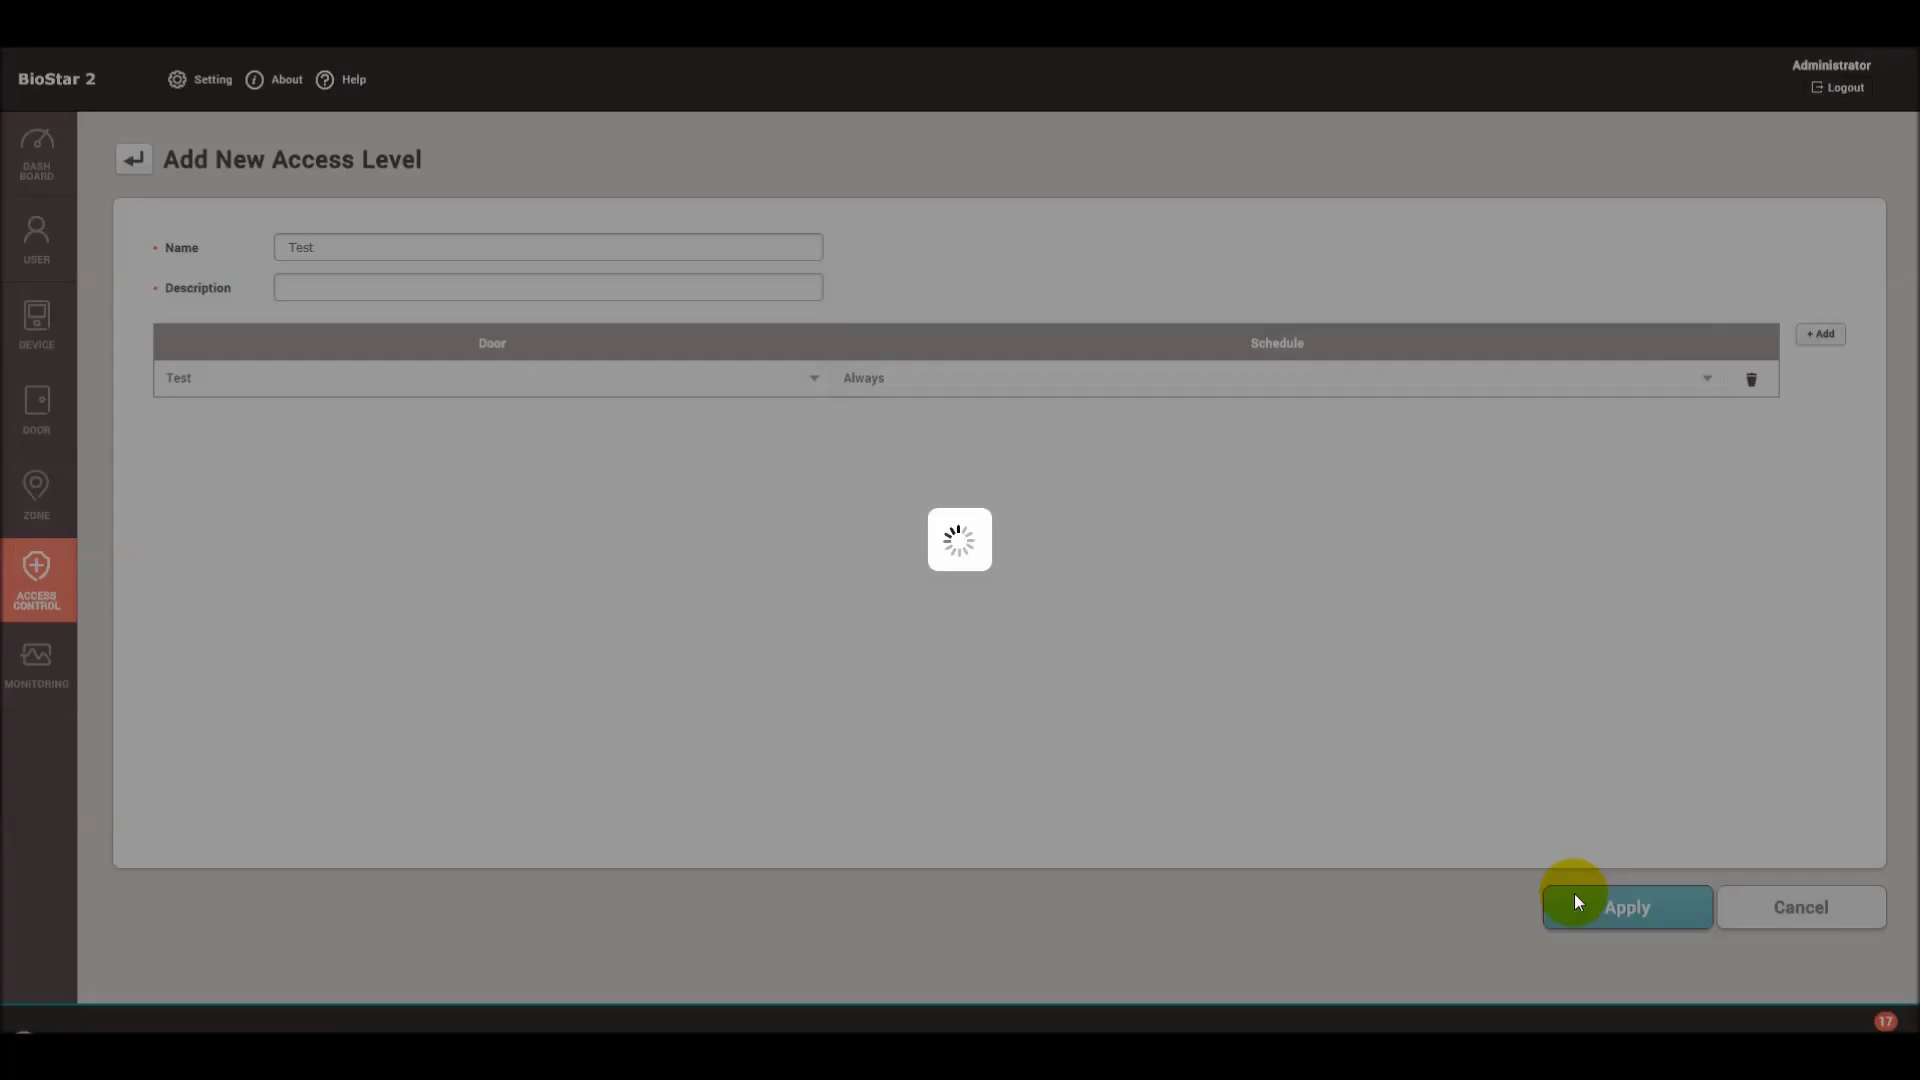 BioStar 2
Setting
About
Help
Administrator
Logout
DASH
BOARD
USER
DEVICE
DOOR
ZONE
ACCESS
CONTROL
MONITORING
Add New Access Level
• Name
Test
• Description
Door
Schedule
+ Add
Test
Always
Apply
Cancel
17